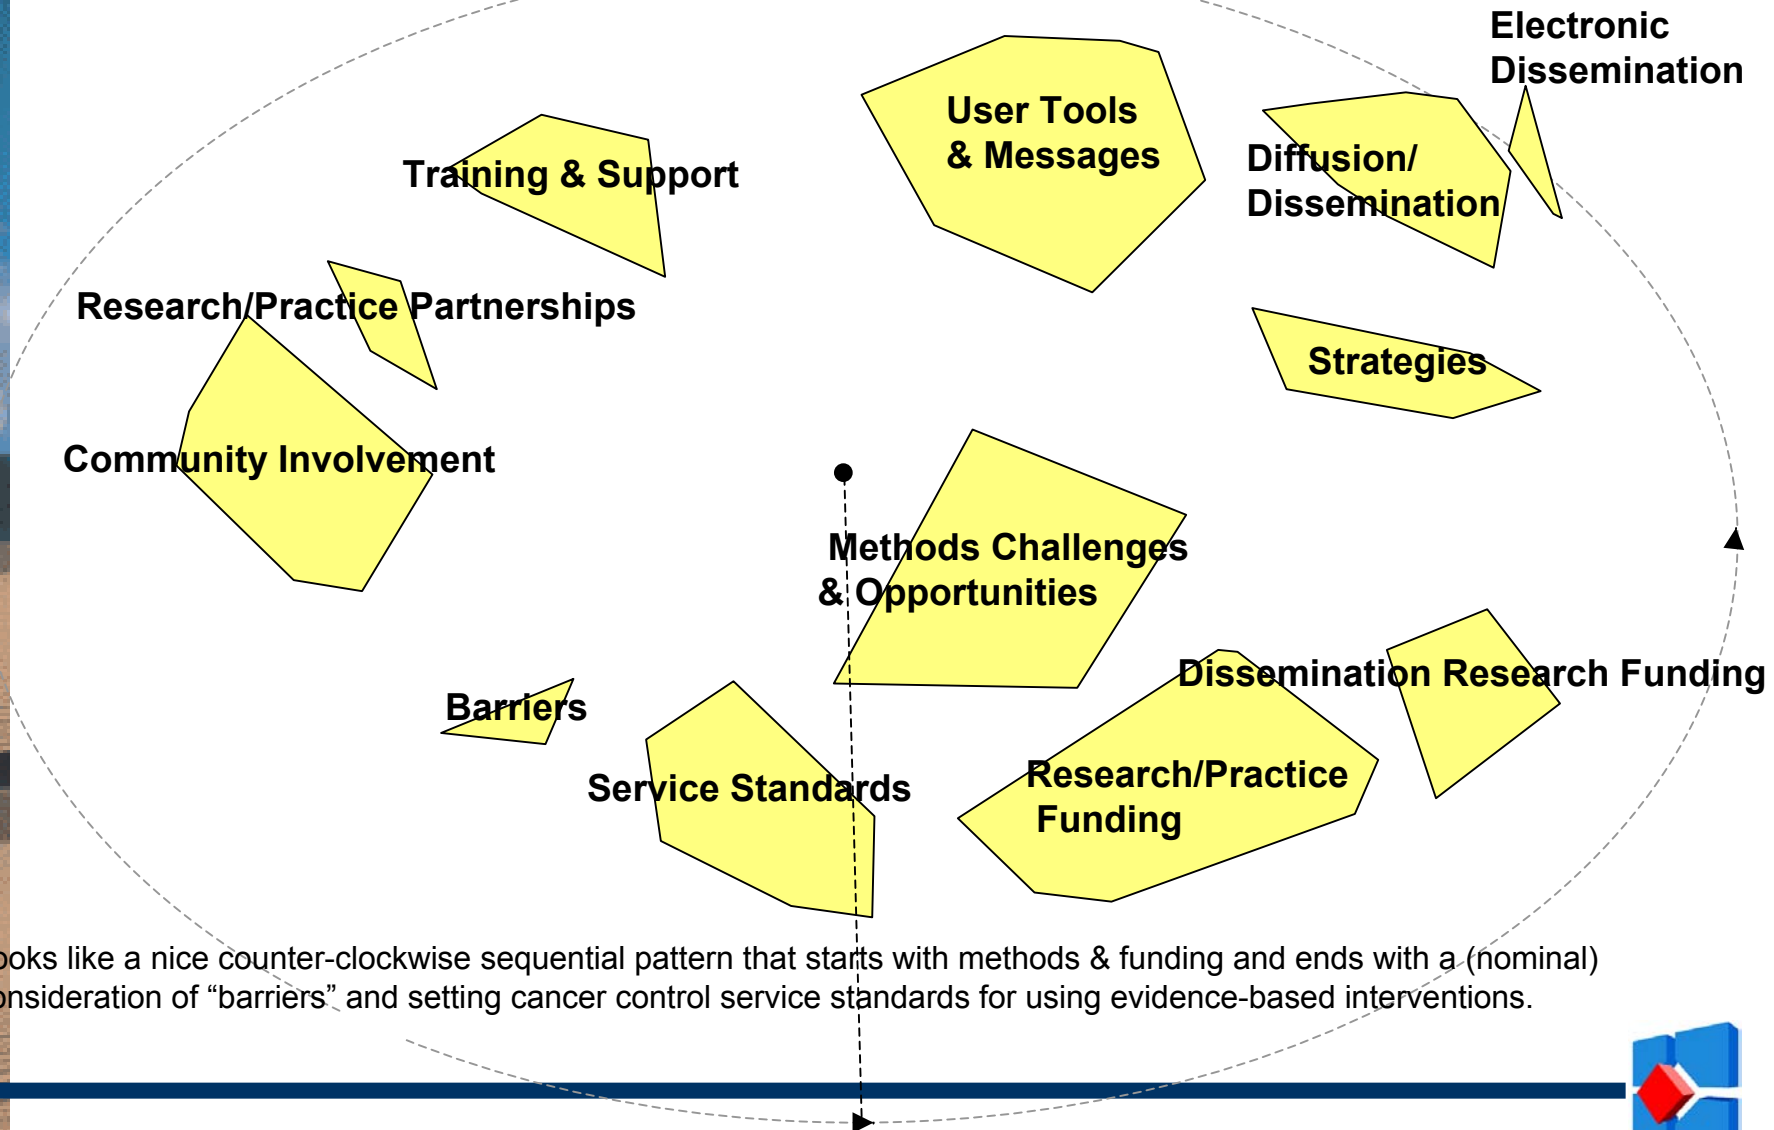 Electronic
Dissemination
User Tools
& Messages
Diffusion/
Dissemination
Training & Support
Research/Practice Partnerships
Strategies
Community Involvement
Methods Challenges
& Opportunities
Dissemination Research Funding
Barriers
Service Standards
Research/Practice
Funding
ooks like a nice counter-clockwise sequential pattern that starts with methods & funding and ends with a (nominal)
onsideration of “barriers” and setting cancer control service standards for using evidence-based interventions.